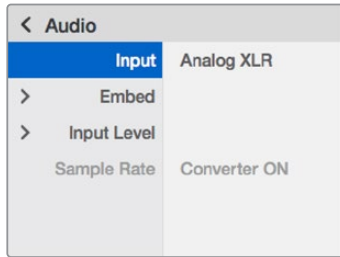 < Audio
Input Analog XLR
> Embed
> Input Level
Sample Rate Converter ON